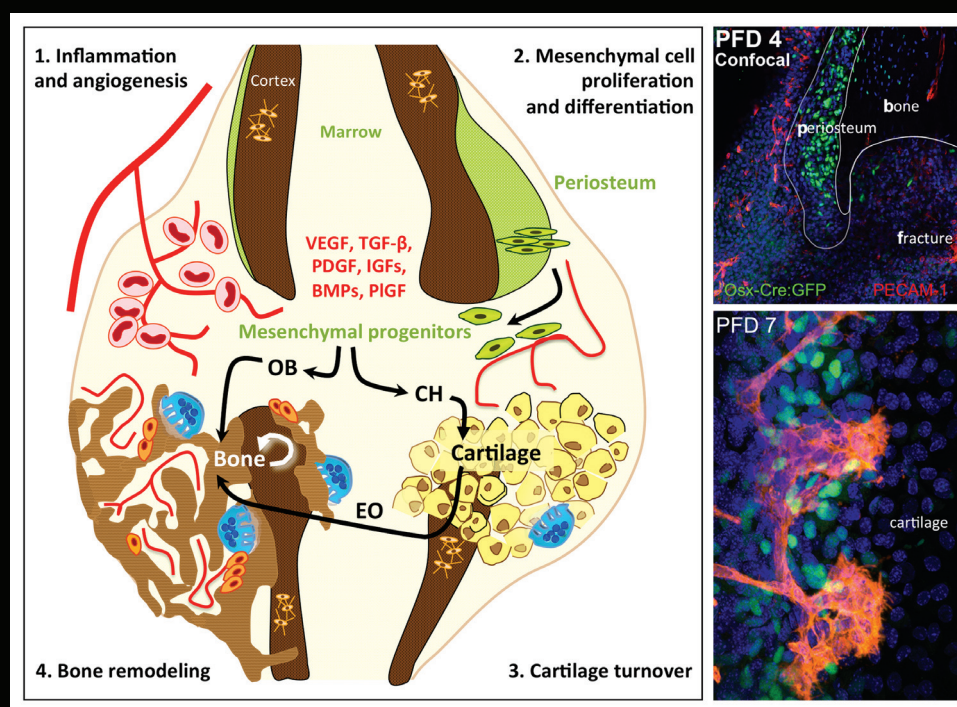 1. Inflammation
and angiogenesis
2. Mesenchymal cell
proliferation
and differentiation
Cortex
Marrow
Periosteum
VEGF, TGF-β,
PDGF, IGFs,
BMPs, PlGF
Mesenchymal progenitors
OB
CH
Bone
Cartilage
EO
4. Bone remodeling
3. Cartilage turnover
PFD 4
Confocal
bone
periosteum
fracture
Osx-Cre:GFP
PECAM-1
PFD 7
cartilage